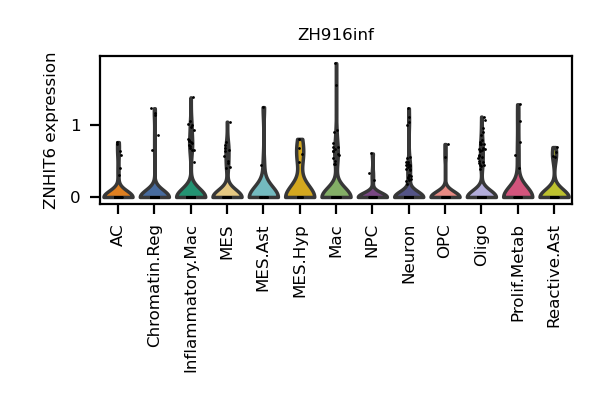 ZH916inf
ZNHIT6 expression
1
0
AC
Chromatin.Reg
Inflammatory.Mac
MES
MES.Ast
MES.Hyp
Mac
NPC
Neuron
OPC
Oligo
Prolif.Metab
Reactive.Ast